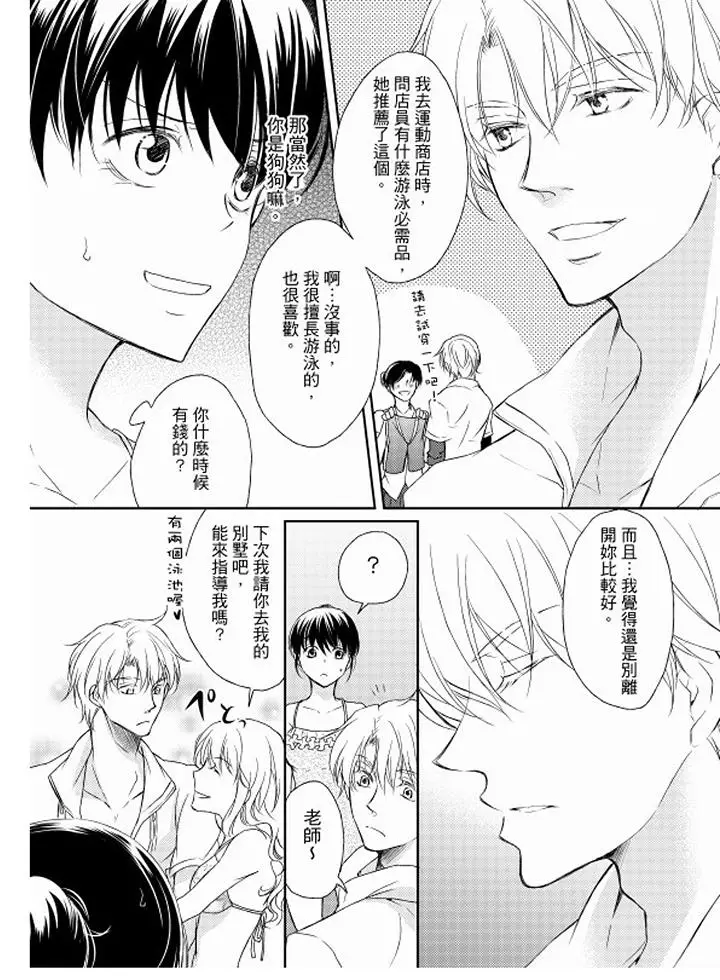 我去運動商店時，
問店員有什麼游泳必需品，
她推薦了這個。
請去試穿
一下吧！
啊…沒事的，
我很擅長游泳的，
也很喜歡。
那當然了，
你是狗狗嘛。
你什麼時候
有錢的？
而且…我覺得還是別離
開妳比較好。
？
老師～
下次我請你去我的
別墅吧，
能來指導我嗎？
有兩個泳池喔♥
ぺとっ